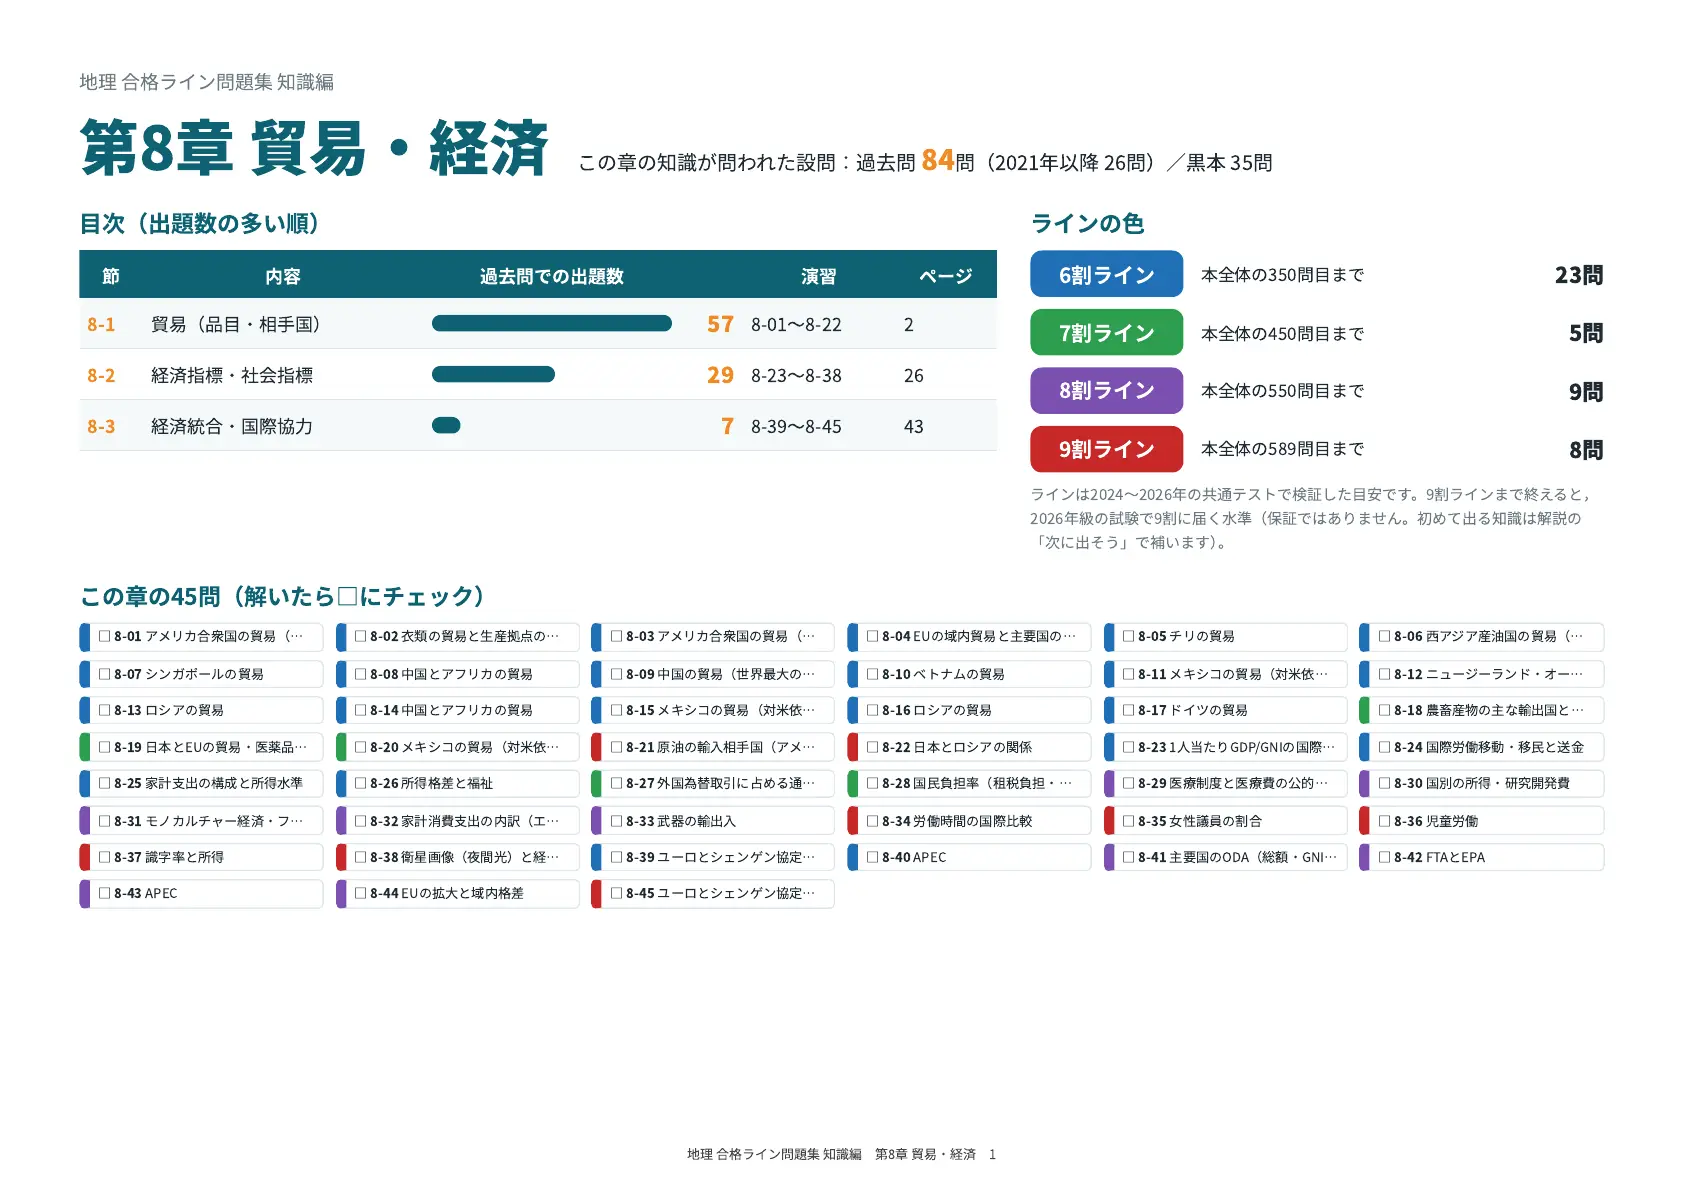 地理 合格ライン問題集 知識編
第8章 貿易・経済 この章の知識が問われた設問：過去問 84問（2021年以降 26問）／黒本 35問
目次（出題数の多い順）
節 内容 過去問での出題数 演習 ページ
8-1 貿易（品目・相手国） 57 8-01〜8-22 2
8-2 経済指標・社会指標 29 8-23〜8-38 26
8-3 経済統合・国際協力 7 8-39〜8-45 43
ラインの色
6割ライン 本全体の350問目まで 23問
7割ライン 本全体の450問目まで 5問
8割ライン 本全体の550問目まで 9問
9割ライン 本全体の589問目まで 8問
ラインは2024〜2026年の共通テストで検証した目安です。9割ラインまで終えると，
2026年級の試験で9割に届く水準（保証ではありません。初めて出る知識は解説の
「次に出そう」で補います）。
この章の45問（解いたら□にチェック）
□ 8-01 アメリカ合衆国の貿易（… □ 8-02 衣類の貿易と生産拠点の… □ 8-03 アメリカ合衆国の貿易（… □ 8-04 EUの域内貿易と主要国の… □ 8-05 チリの貿易 □ 8-06 西アジア産油国の貿易（…
□ 8-07 シンガポールの貿易 □ 8-08 中国とアフリカの貿易 □ 8-09 中国の貿易（世界最大の… □ 8-10 ベトナムの貿易 □ 8-11 メキシコの貿易（対米依… □ 8-12 ニュージーランド・オー…
□ 8-13 ロシアの貿易 □ 8-14 中国とアフリカの貿易 □ 8-15 メキシコの貿易（対米依… □ 8-16 ロシアの貿易 □ 8-17 ドイツの貿易 □ 8-18 農畜産物の主な輸出国と…
□ 8-19 日本とEUの貿易・医薬品… □ 8-20 メキシコの貿易（対米依… □ 8-21 原油の輸入相手国（アメ… □ 8-22 日本とロシアの関係 □ 8-23 1人当たりGDP/GNIの国際… □ 8-24 国際労働移動・移民と送金
□ 8-25 家計支出の構成と所得水準 □ 8-26 所得格差と福祉 □ 8-27 外国為替取引に占める通… □ 8-28 国民負担率（租税負担・… □ 8-29 医療制度と医療費の公的… □ 8-30 国別の所得・研究開発費
□ 8-31 モノカルチャー経済・フ… □ 8-32 家計消費支出の内訳（エ… □ 8-33 武器の輸出入 □ 8-34 労働時間の国際比較 □ 8-35 女性議員の割合 □ 8-36 児童労働
□ 8-37 識字率と所得 □ 8-38 衛星画像（夜間光）と経… □ 8-39 ユーロとシェンゲン協定… □ 8-40 APEC □ 8-41 主要国のODA（総額・GNI… □ 8-42 FTAとEPA
□ 8-43 APEC □ 8-44 EUの拡大と域内格差 □ 8-45 ユーロとシェンゲン協定…
地理 合格ライン問題集 知識編 第8章 貿易・経済 1